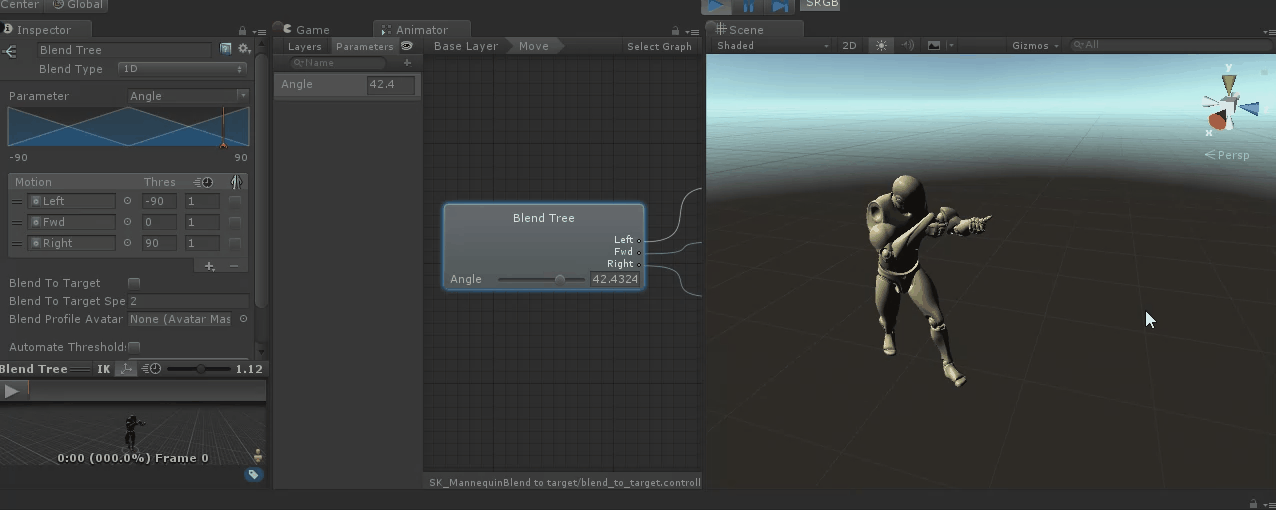 Center Global
SRGB
Inspector
Game
Animator
Scene
Blend Tree
Blend Type 1D
Layers Parameters
Base Layer Move Select Graph
Shaded 2D Gizmos All
Name
Parameter Angle
-90 90
Angle 42.4
Motion Thres
Left -90 1
Fwd 0 1
Right 90 1
Blend To Target
Blend To Target Spe 2
Blend Profile Avatar None (Avatar Mas
Automate Threshold:
Blend Tree IK 1.12
0:00 (000.0%) Frame 0
Blend Tree
Left
Fwd
Right
Angle 42.4324
SK_MannequinBlend to target/blend_to_target.controll
y
x
Persp